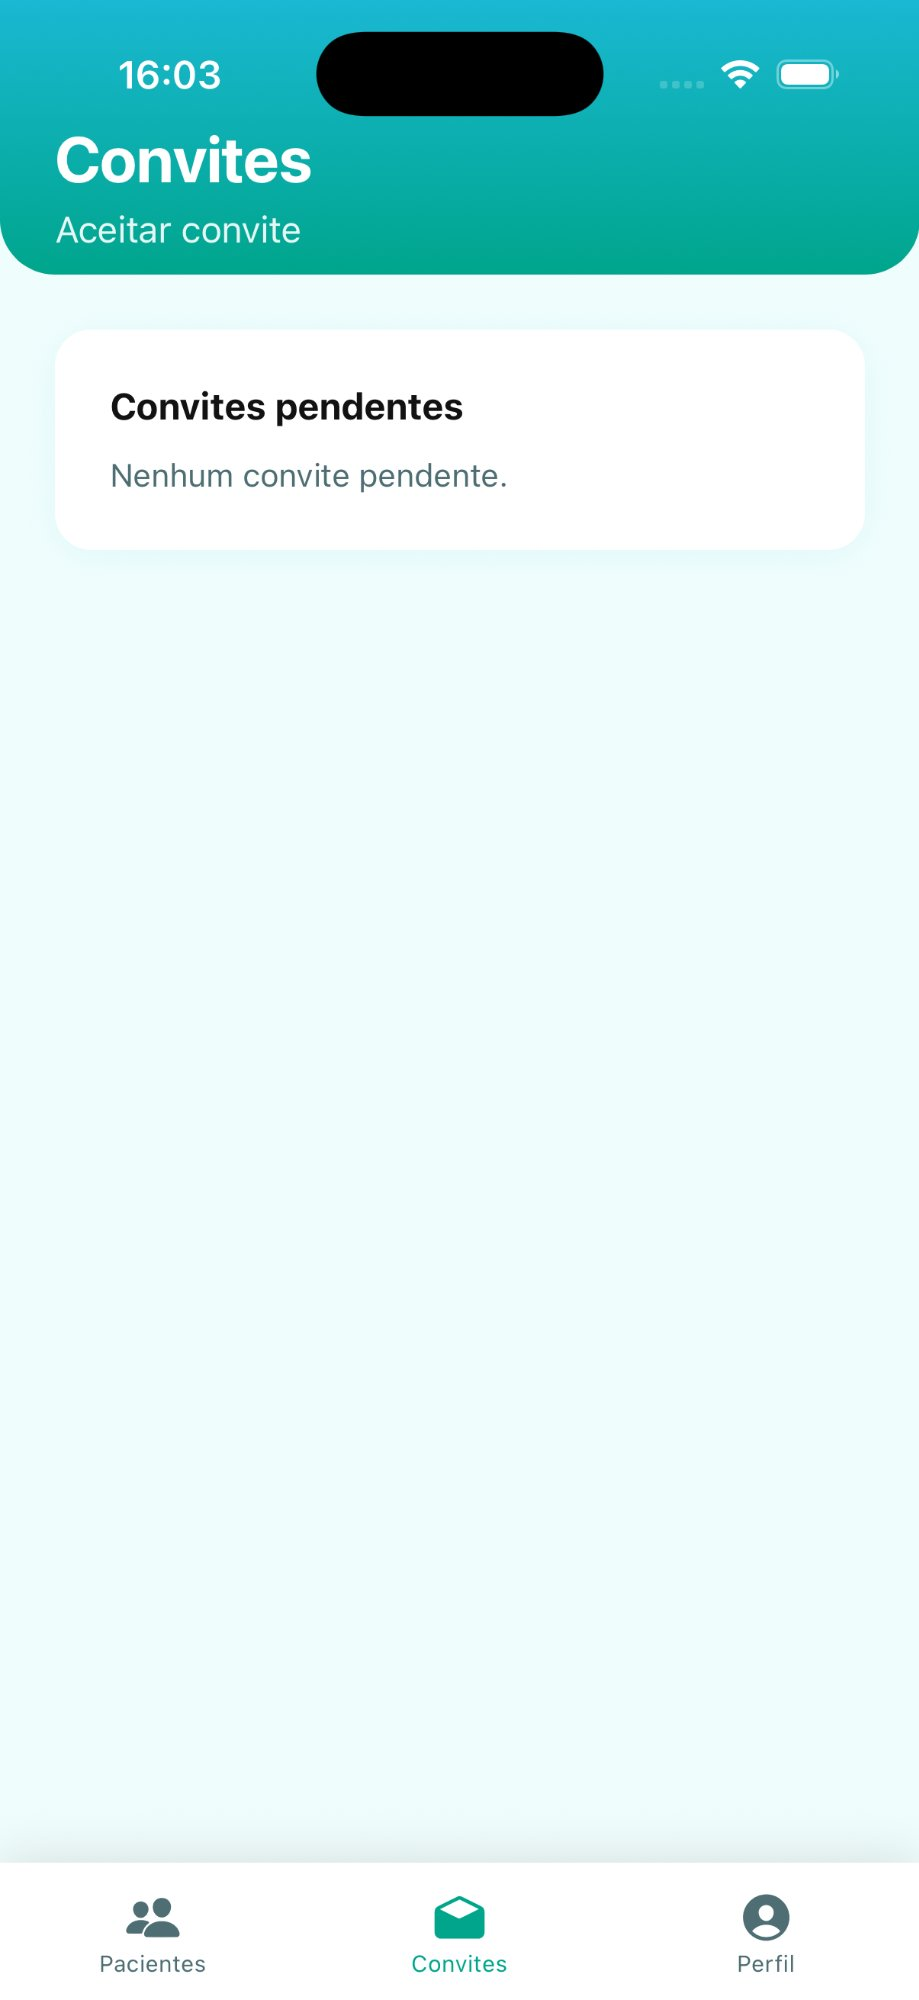 16:03
Convites
Aceitar convite
Convites pendentes
Nenhum convite pendente.
Pacientes
Convites
Perfil